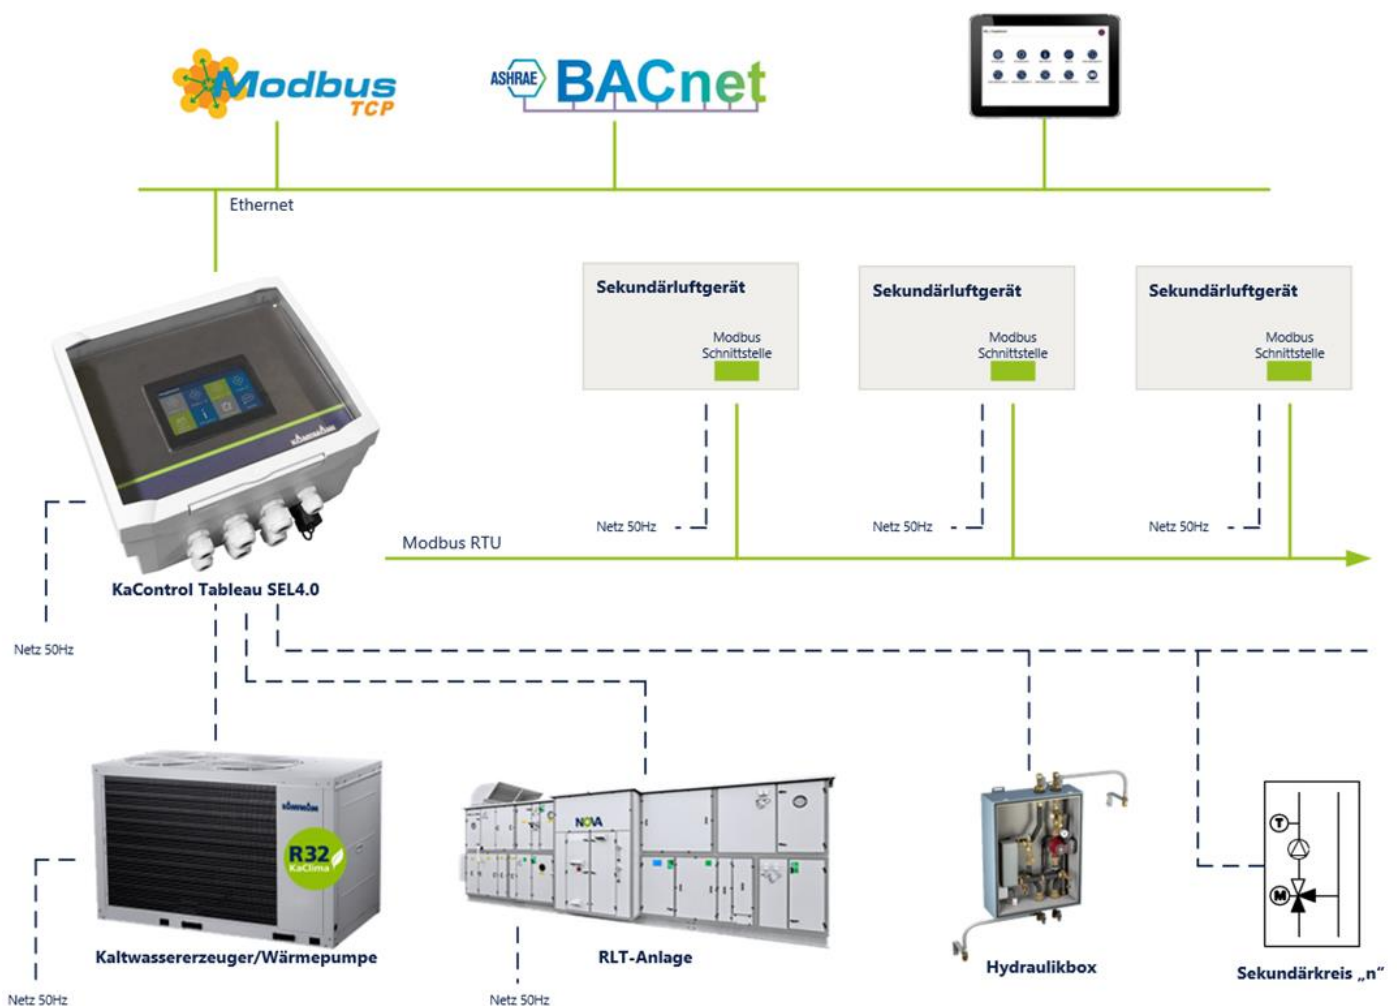 Modbus
TCP
ASHRAE BACnet
Ethernet
Sekundärluftgerät
Modbus
Schnittstelle
Netz 50Hz
Sekundärluftgerät
Modbus
Schnittstelle
Netz 50Hz
Sekundärluftgerät
Modbus
Schnittstelle
Netz 50Hz
Modbus RTU
KaControl Tableau SEL4.0
Netz 50Hz
R32
KaClima
Kaltwassererzeuger/Wärmepumpe
Netz 50Hz
NOVA
RLT-Anlage
Netz 50Hz
Hydraulikbox
T
M
Sekundärkreis „n“